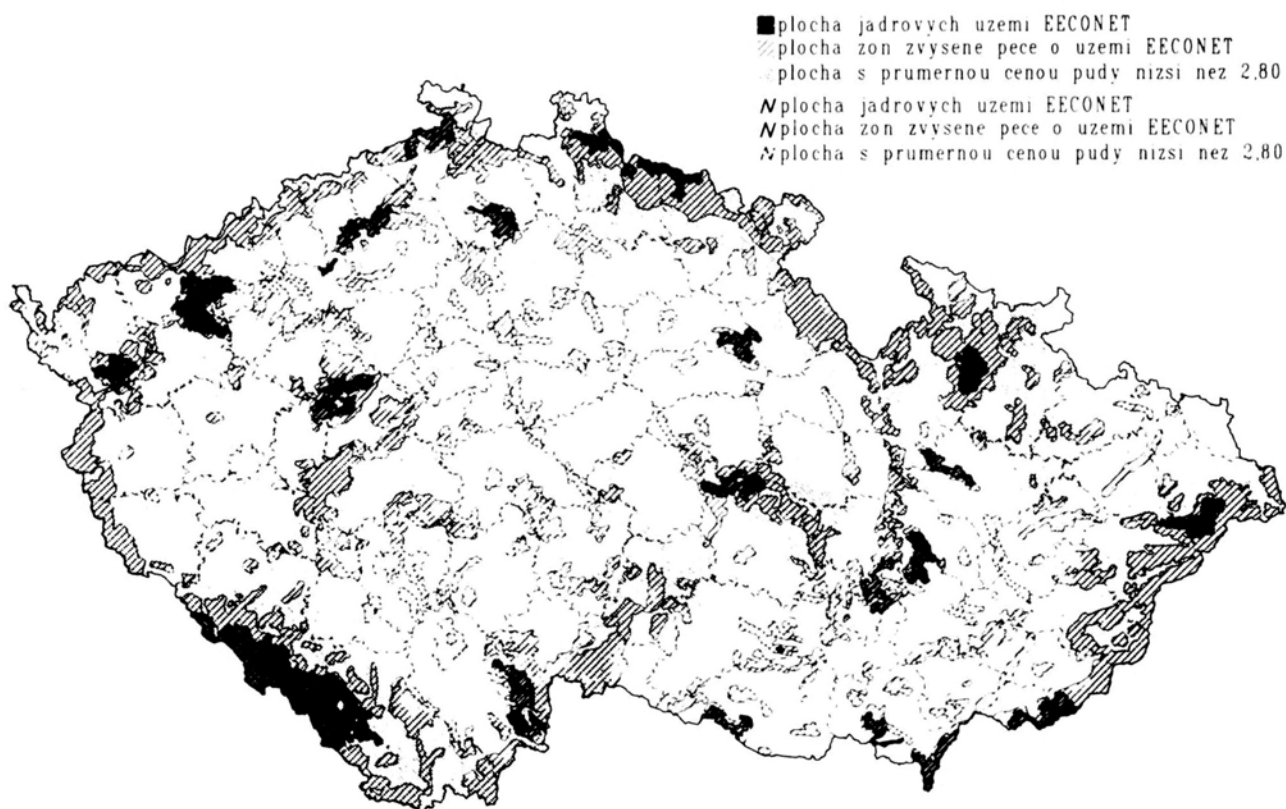 plocha jadrovych uzemi EECONET
plocha zon zvysene pece o uzemi EECONET
plocha s prumernou cenou pudy nizsi nez 2,80
plocha jadrovych uzemi EECONET
plocha zon zvysene pece o uzemi EECONET
plocha s prumernou cenou pudy nizsi nez 2,80